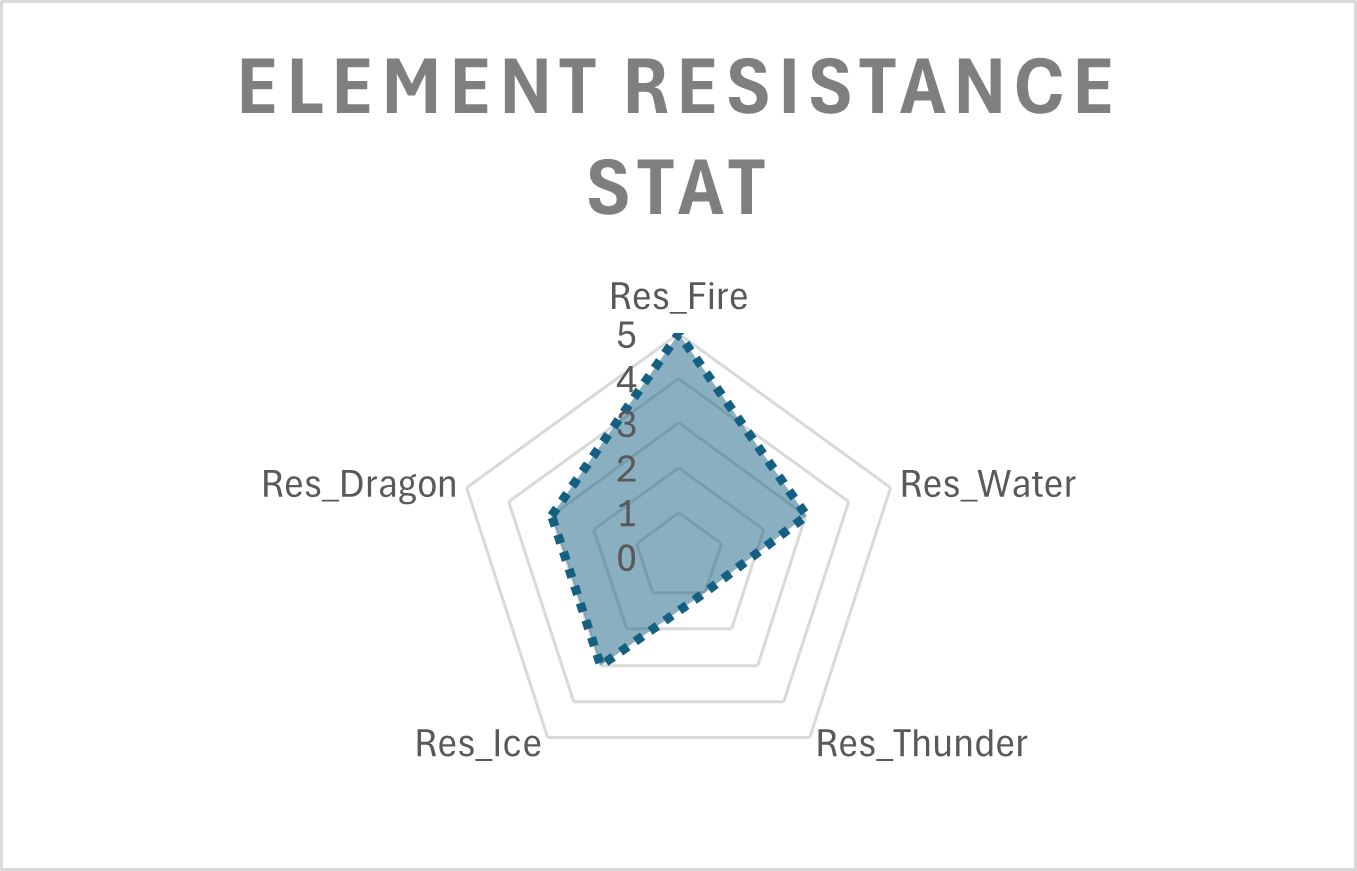 ELEMENT RESISTANCE
STAT
Res_Fire
5
4
3
2
1
0
Res_Dragon
Res_Water
Res_Ice
Res_Thunder